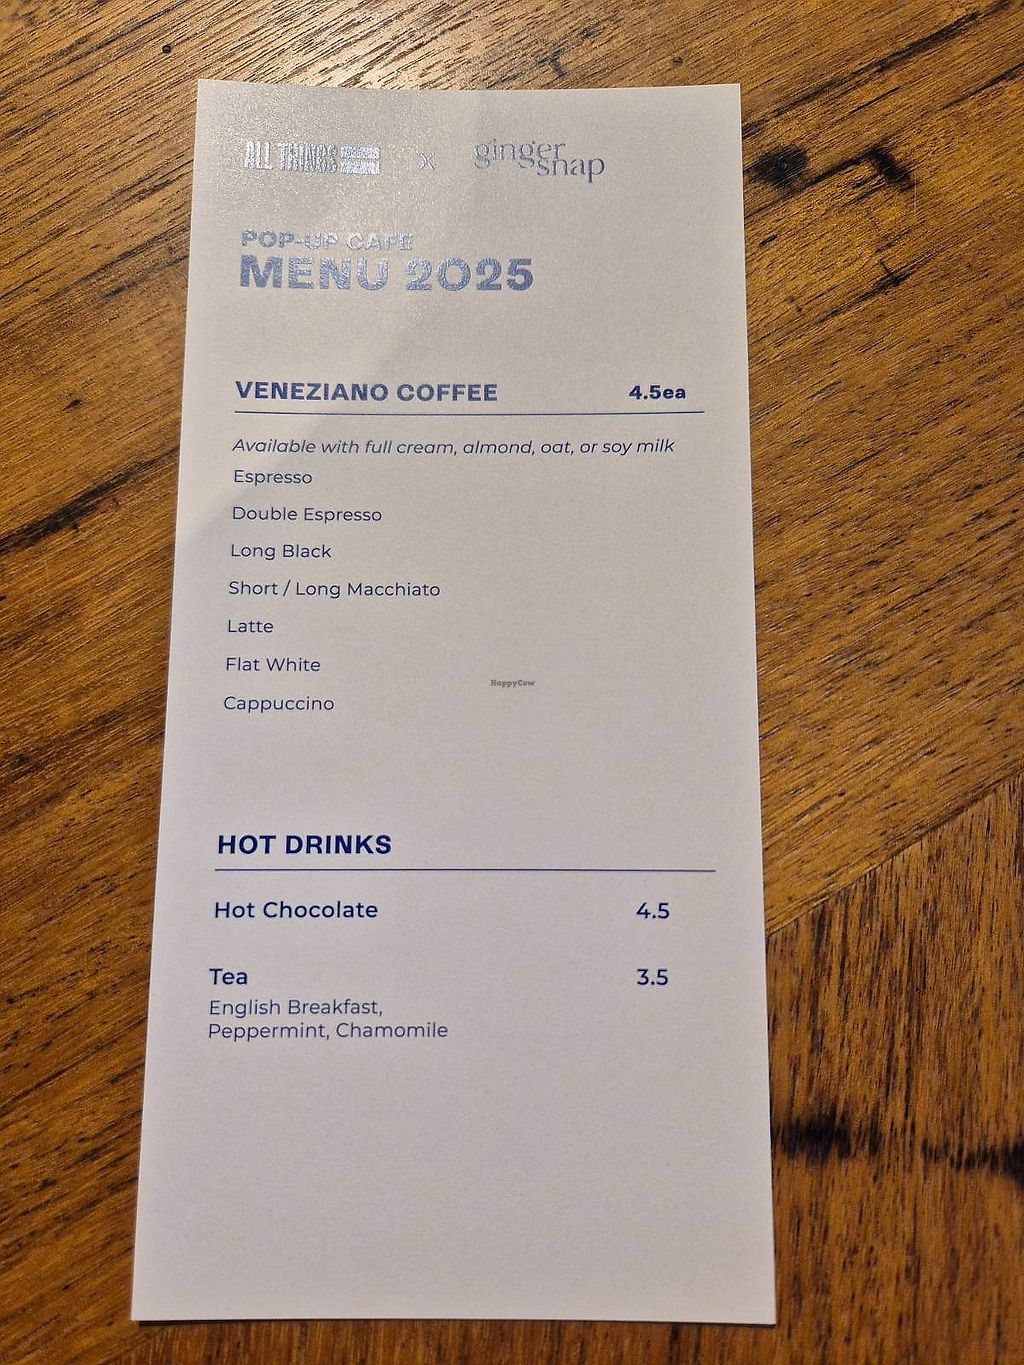 ALL THINGS
x
ginger snap
POP-UP CAFE
MENU 2025
VENEZIANO COFFEE 4.5ea
Available with full cream, almond, oat, or soy milk
Espresso
Double Espresso
Long Black
Short / Long Macchiato
Latte
Flat White
HappyCow
Cappuccino
HOT DRINKS
Hot Chocolate 4.5
Tea 3.5
English Breakfast,
Peppermint, Chamomile